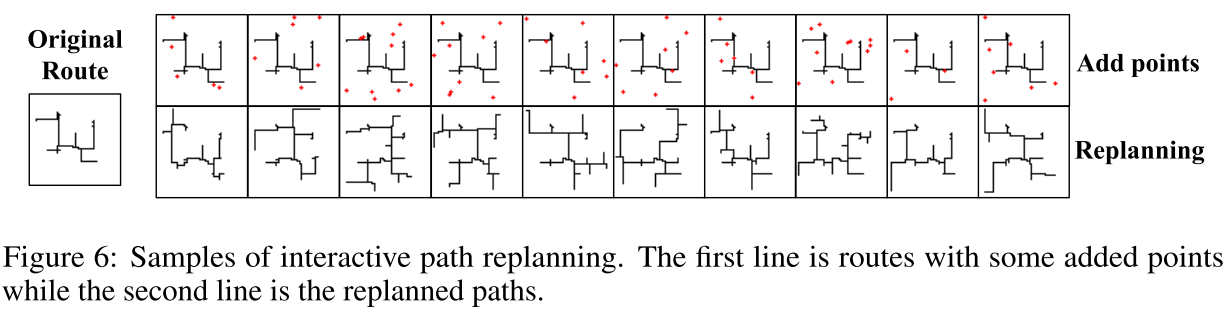 Original
Route
Add points
Replanning
Figure 6: Samples of interactive path replanning. The first line is routes with some added points
while the second line is the replanned paths.